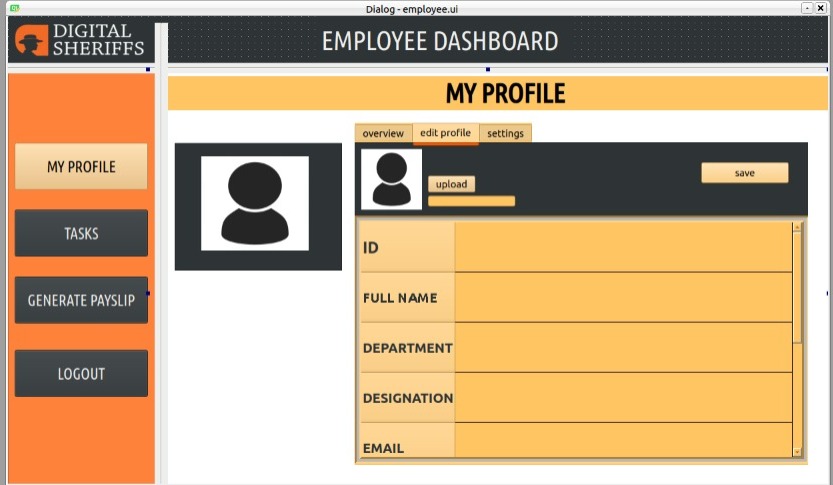 Dialog - employee.ui
DIGITAL
SHERIFFS
EMPLOYEE DASHBOARD
MY PROFILE
MY PROFILE
TASKS
GENERATE PAYSLIP
LOGOUT
overview edit profile settings
upload
save
ID
FULL NAME
DEPARTMENT
DESIGNATION
EMAIL